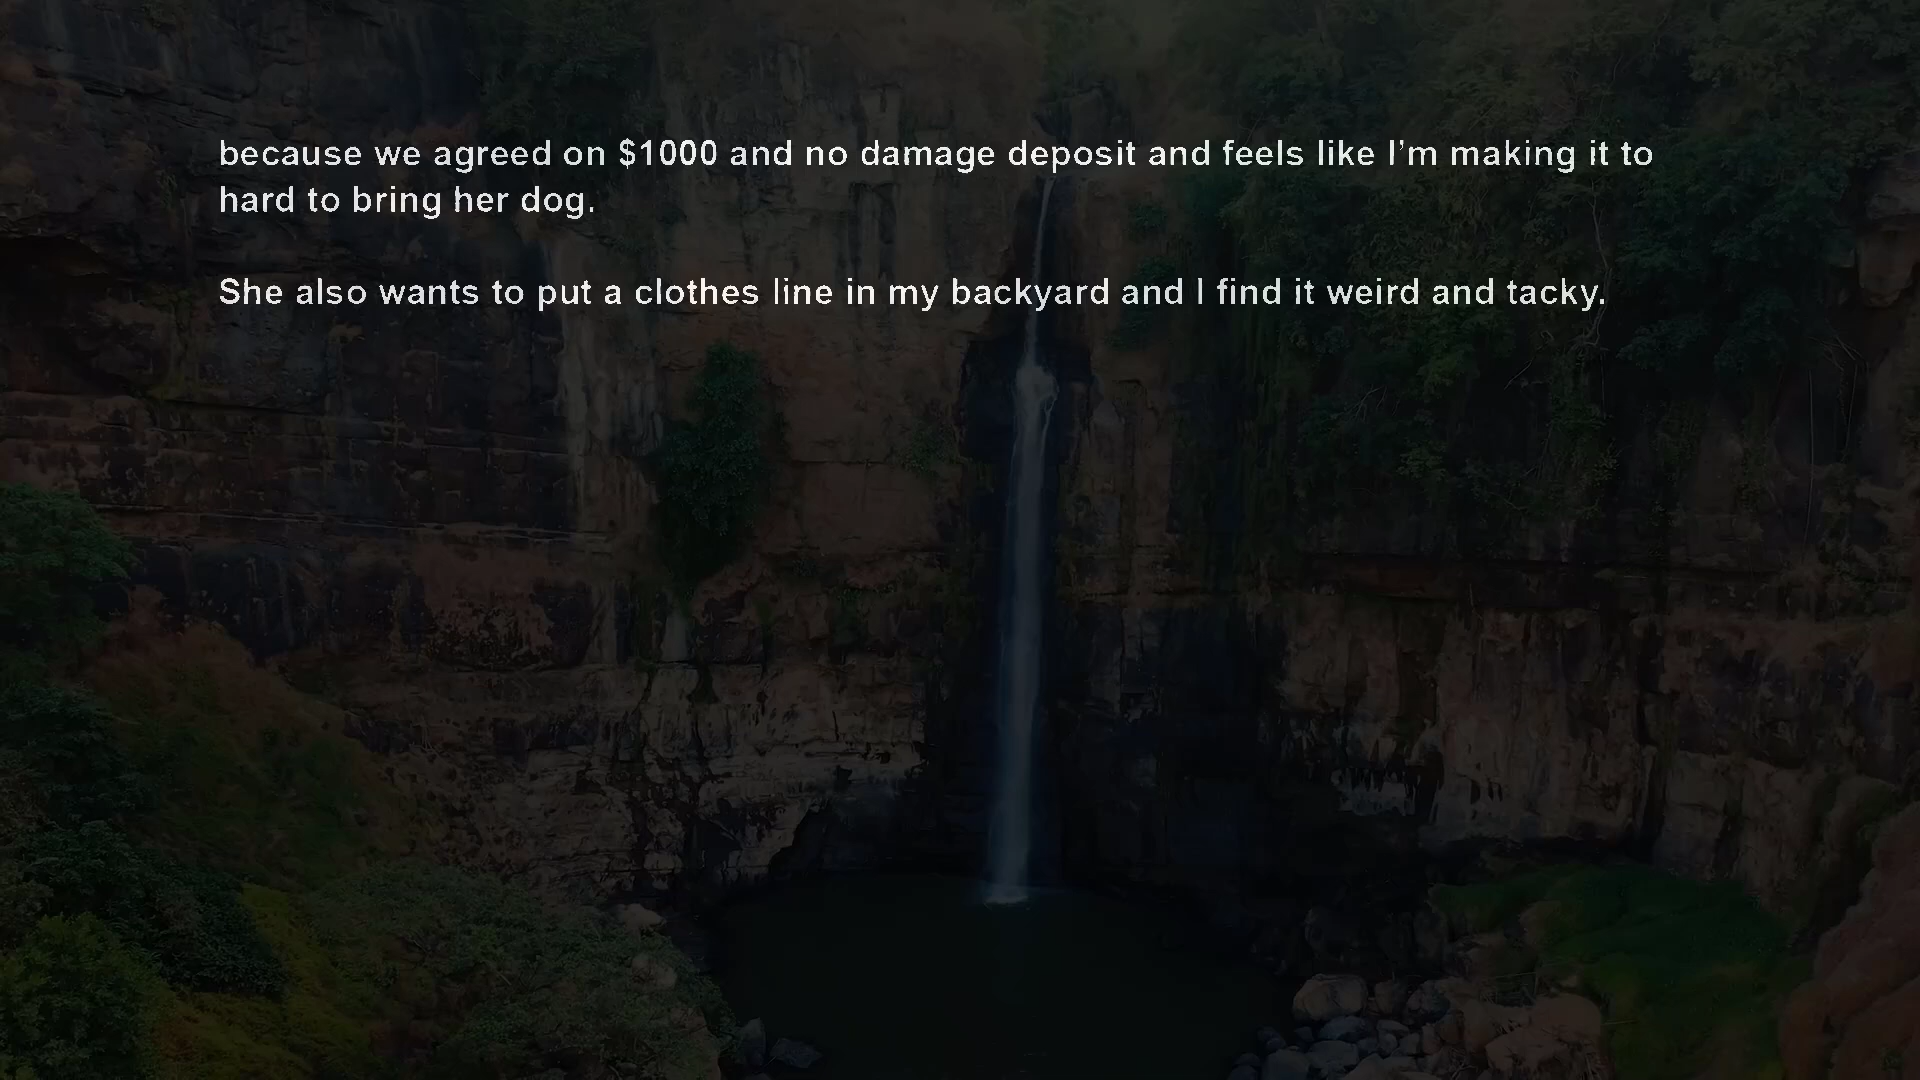 because we agreed on $1000 and no damage deposit and feels like I’m making it to
hard to bring her dog.
She also wants to put a clothes line in my backyard and I find it weird and tacky.